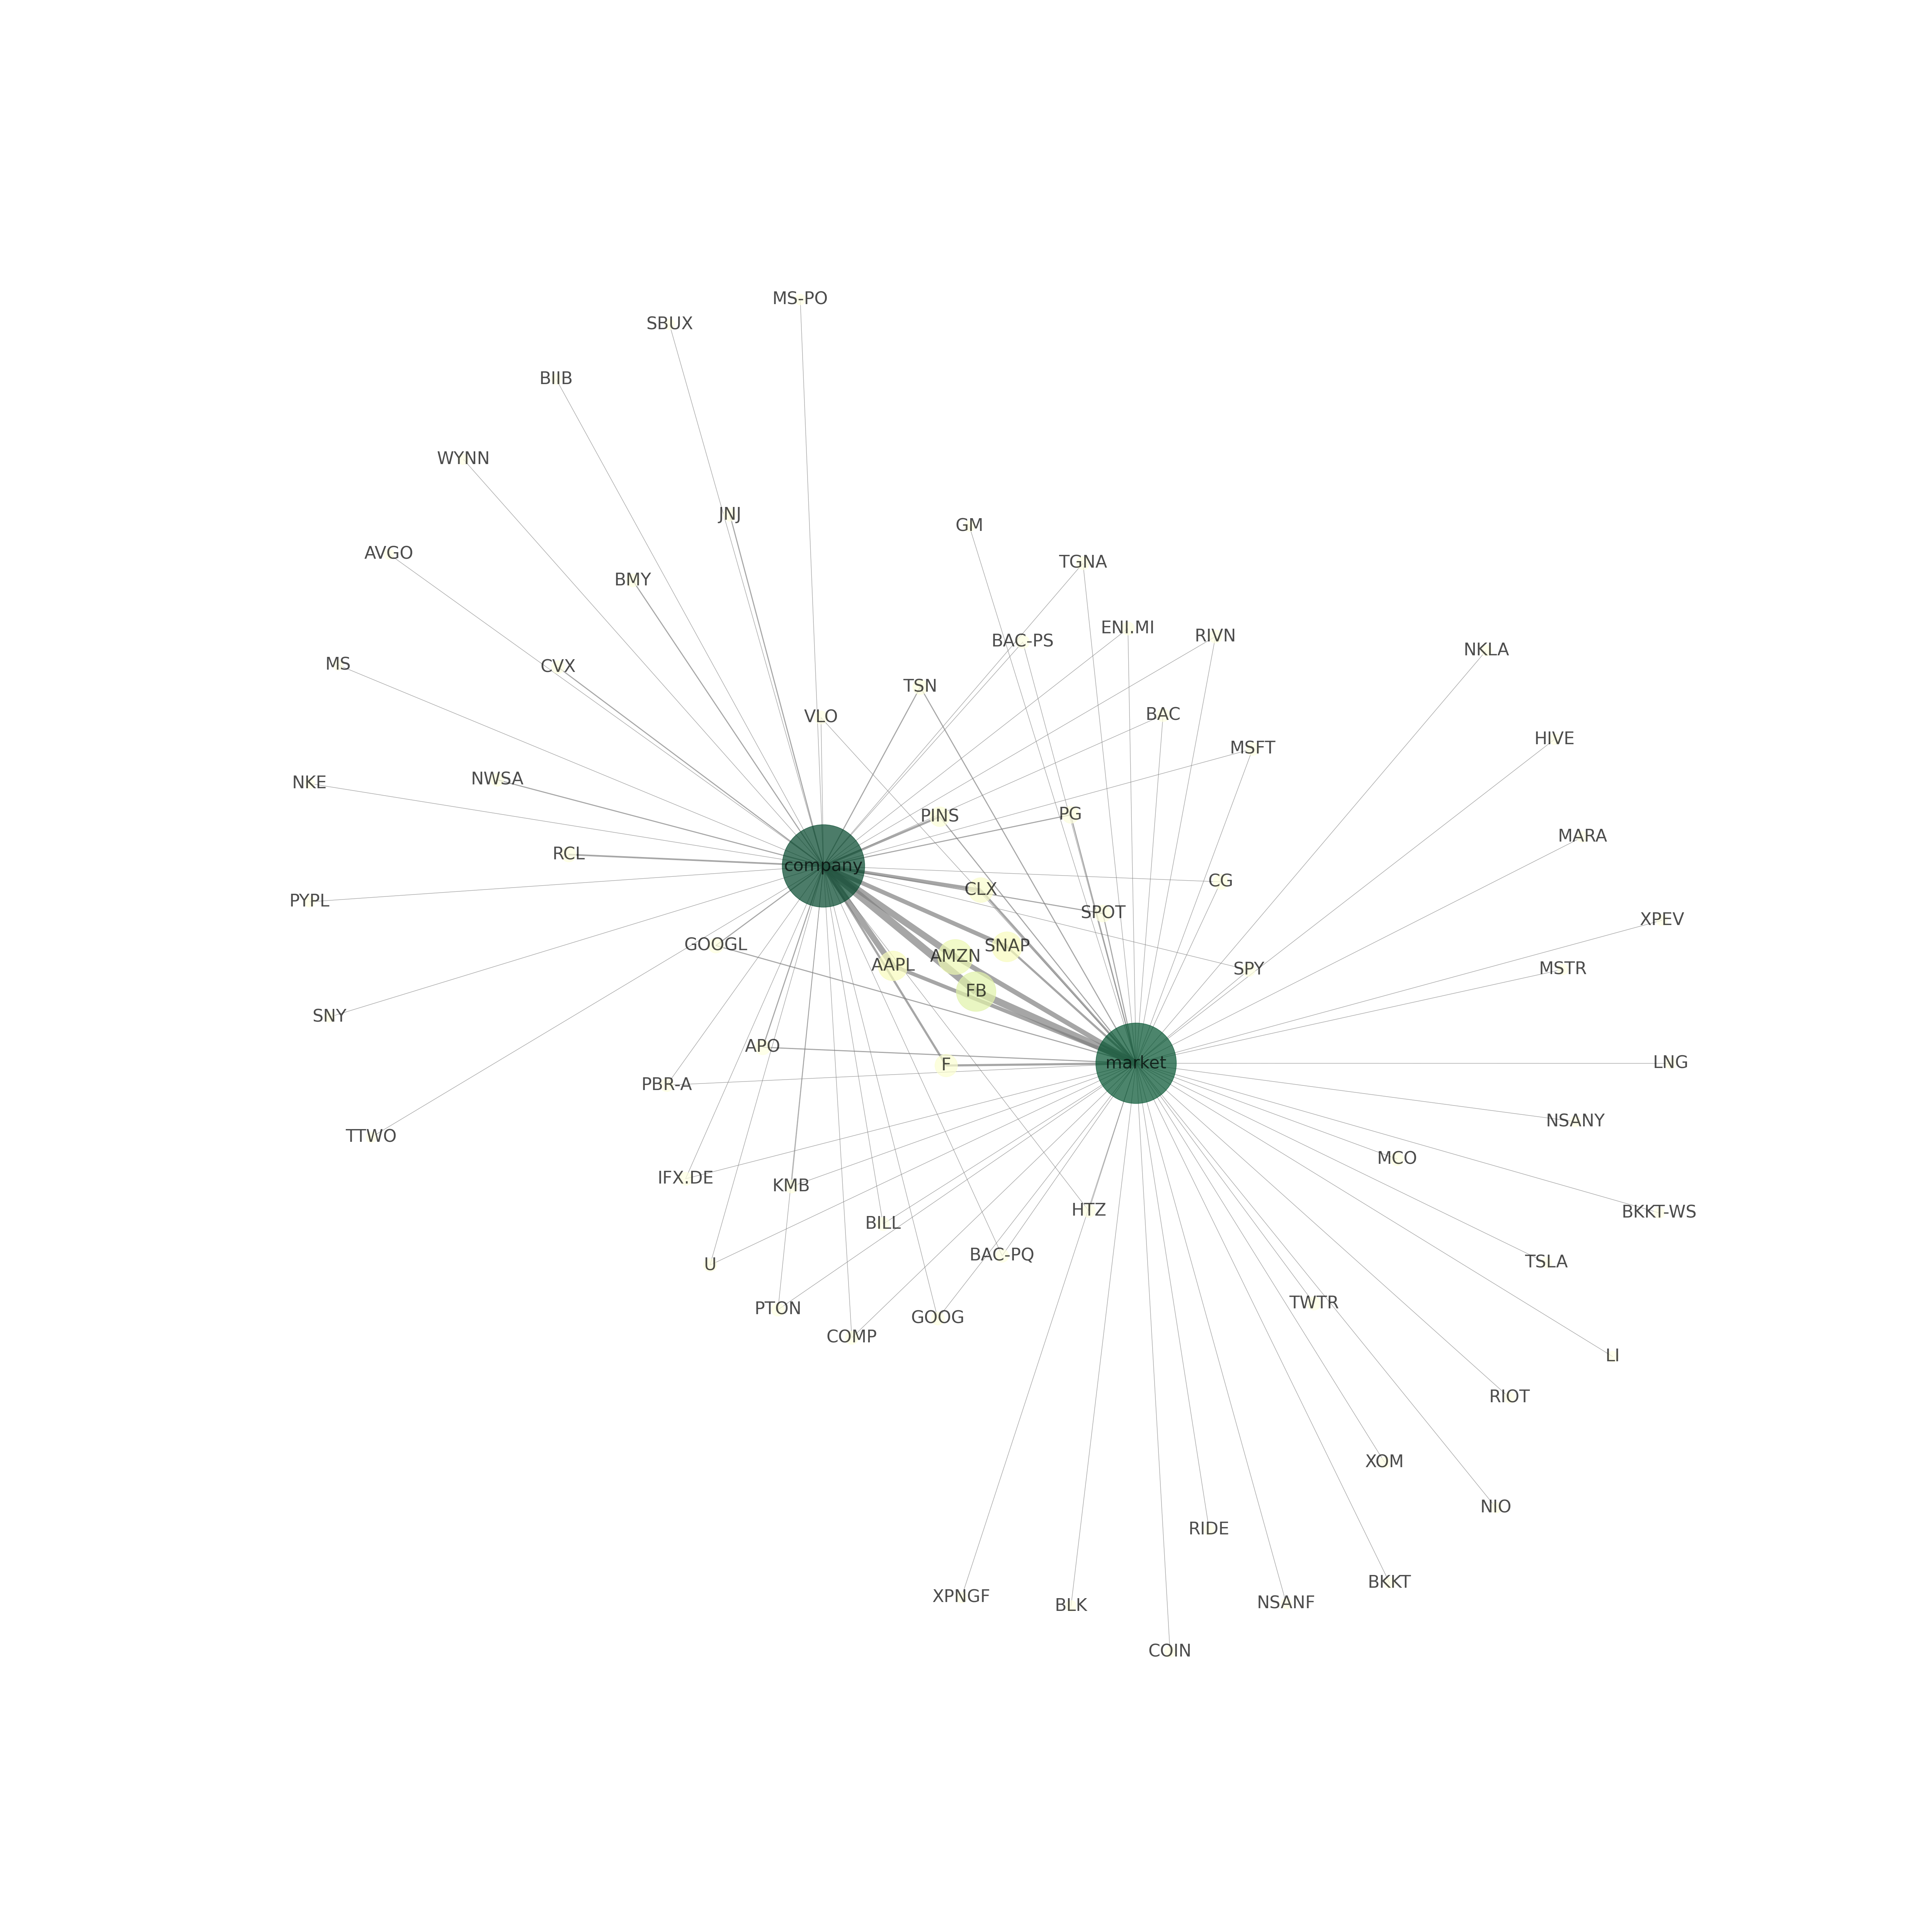 MS-PO
SBUX
BIIB
WYNN
JNJ
GM
AVGO
TGNA
BMY
ENI.MI
RIVN
BAC-PS
NKLA
MS
CVX
TSN
BAC
VLO
HIVE
MSFT
NWSA
NKE
PG
PINS
MARA
RCL
company
CG
CLX
PYPL
SPOT
XPEV
GOOGL
SNAP
AMZN
AAPL
SPY
MSTR
FB
SNY
APO
market
LNG
F
PBR-A
NSANY
TTWO
MCO
IFX.DE
KMB
HTZ
BKKT-WS
BILL
BAC-PQ
TSLA
U
TWTR
PTON
GOOG
COMP
LI
RIOT
XOM
NIO
RIDE
BKKT
XPNGF
NSANF
BLK
COIN